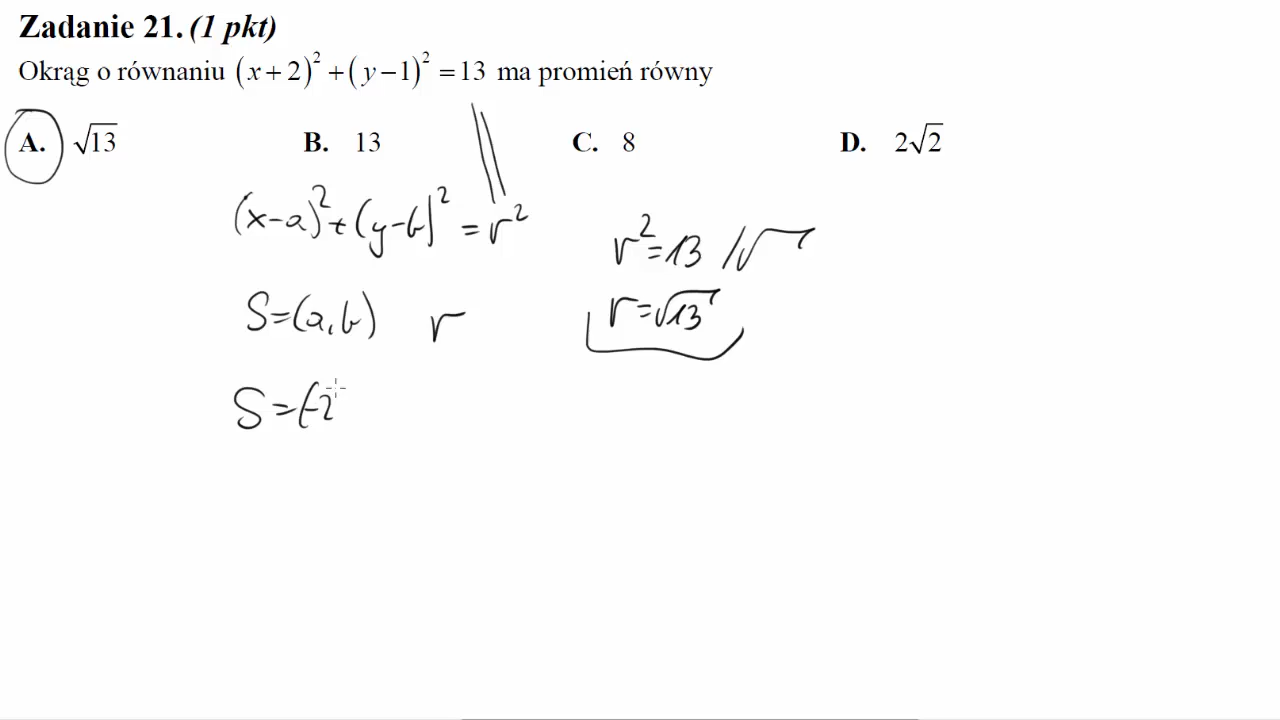 Zadanie 21. (1 pkt)
Okrąg o równaniu (x+2)² + (y−1)² = 13 ma promień równy
A. √13 B. 13 C. 8 D. 2√2
(x-a)² + (y-b)² = r²
r² = 13 /√
S = (a, b) r
r = √13
S = (-2